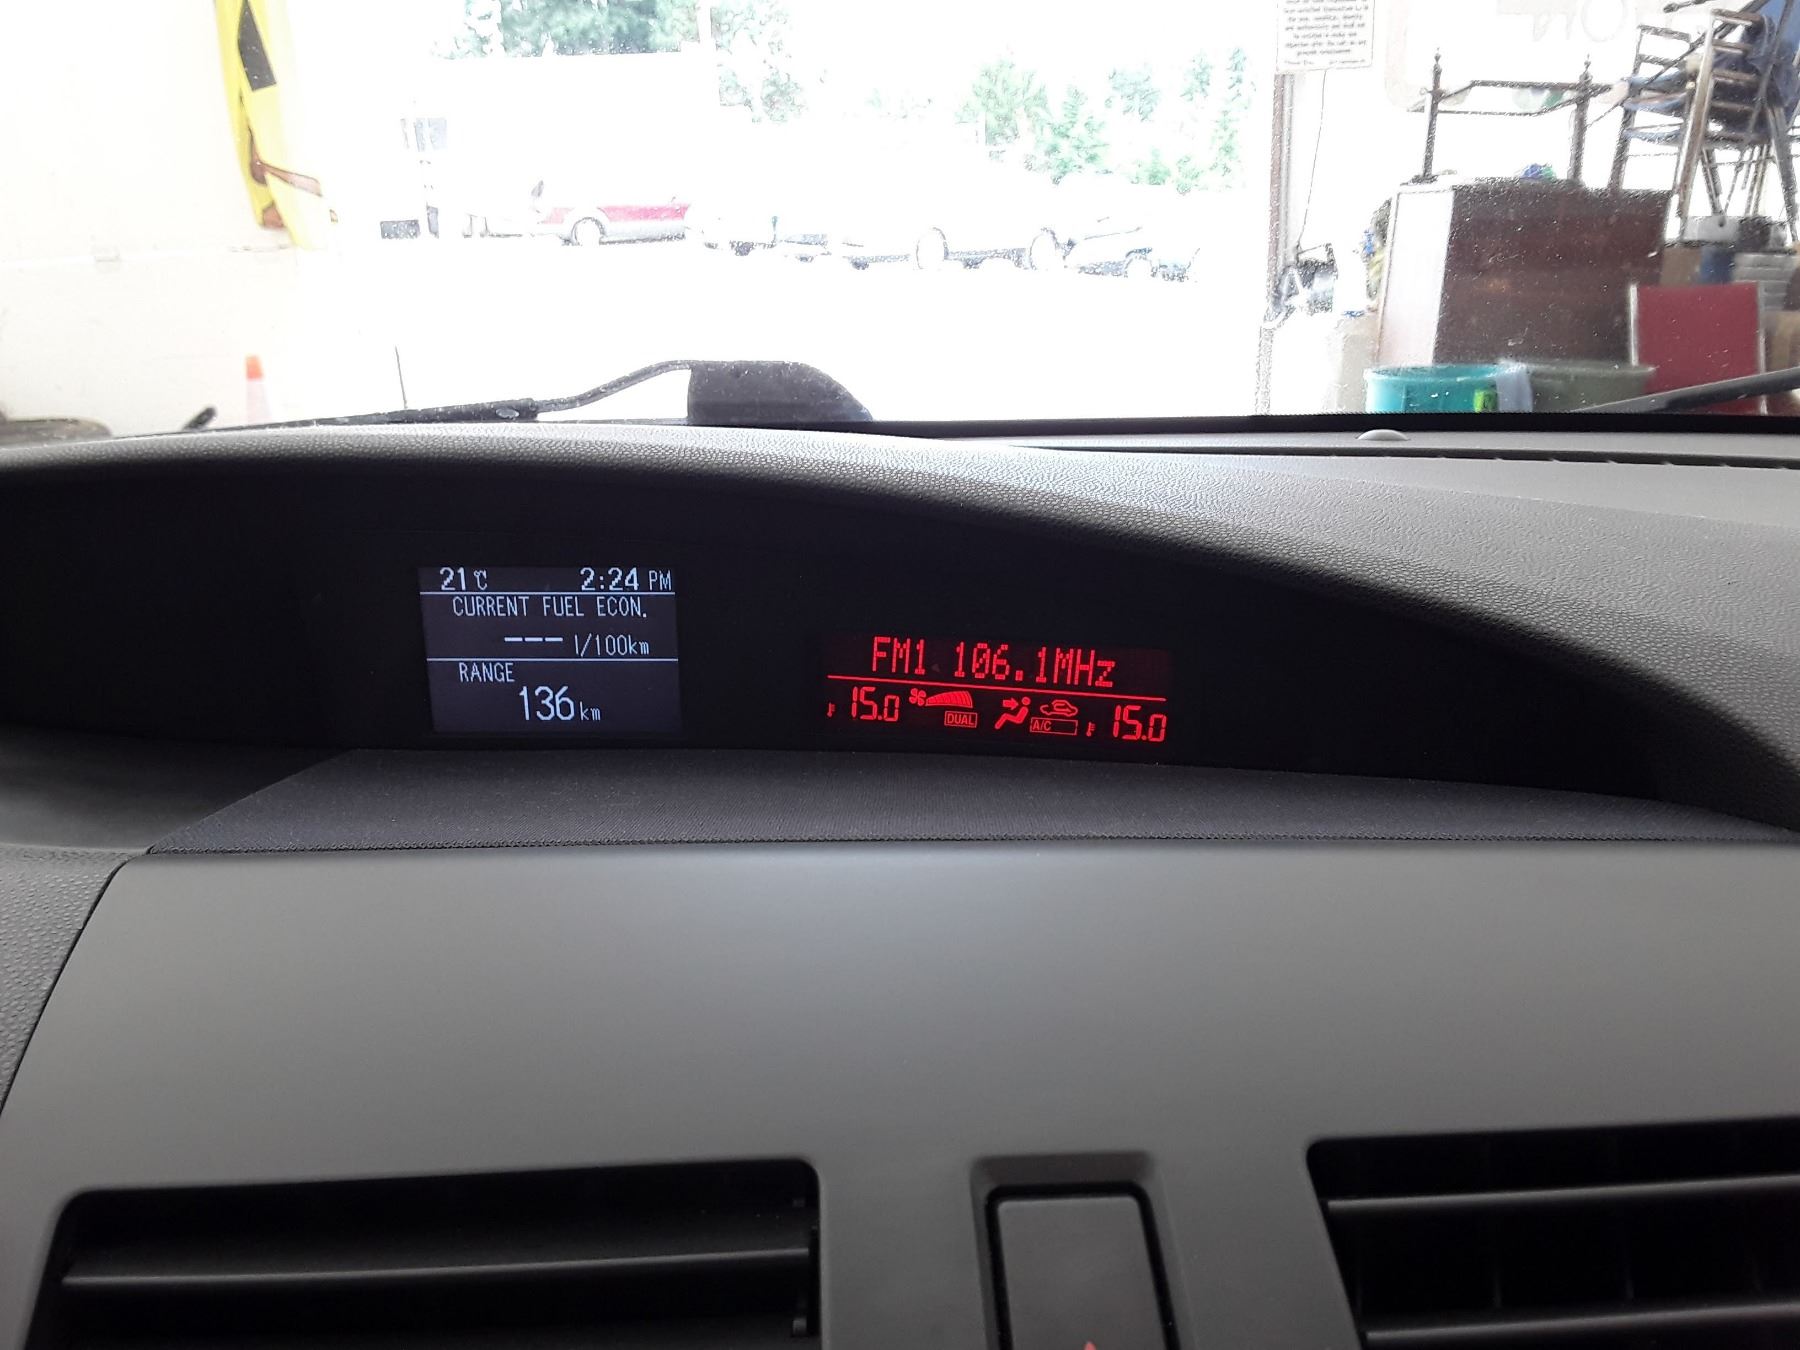 21℃ 2:24 PM
CURRENT FUEL ECON.
--- l/100km
RANGE
136km
FM1 106.1MHz
15.0 DUAL A/C 15.0